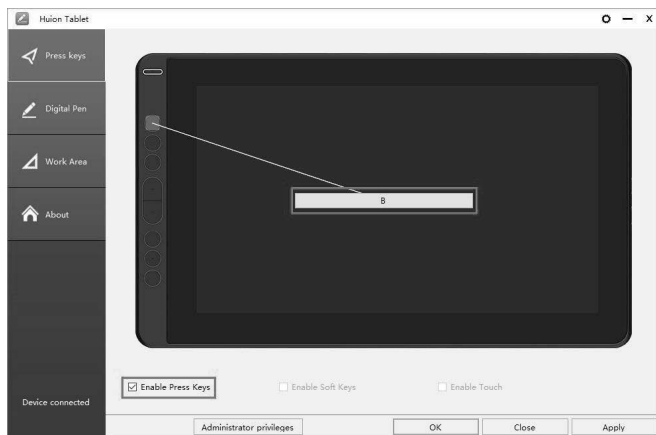 Huion Tablet
Press keys
Digital Pen
Work Area
About
B
Enable Press Keys
Enable Soft Keys
Enable Touch
Device connected
Administrator privileges
OK
Close
Apply